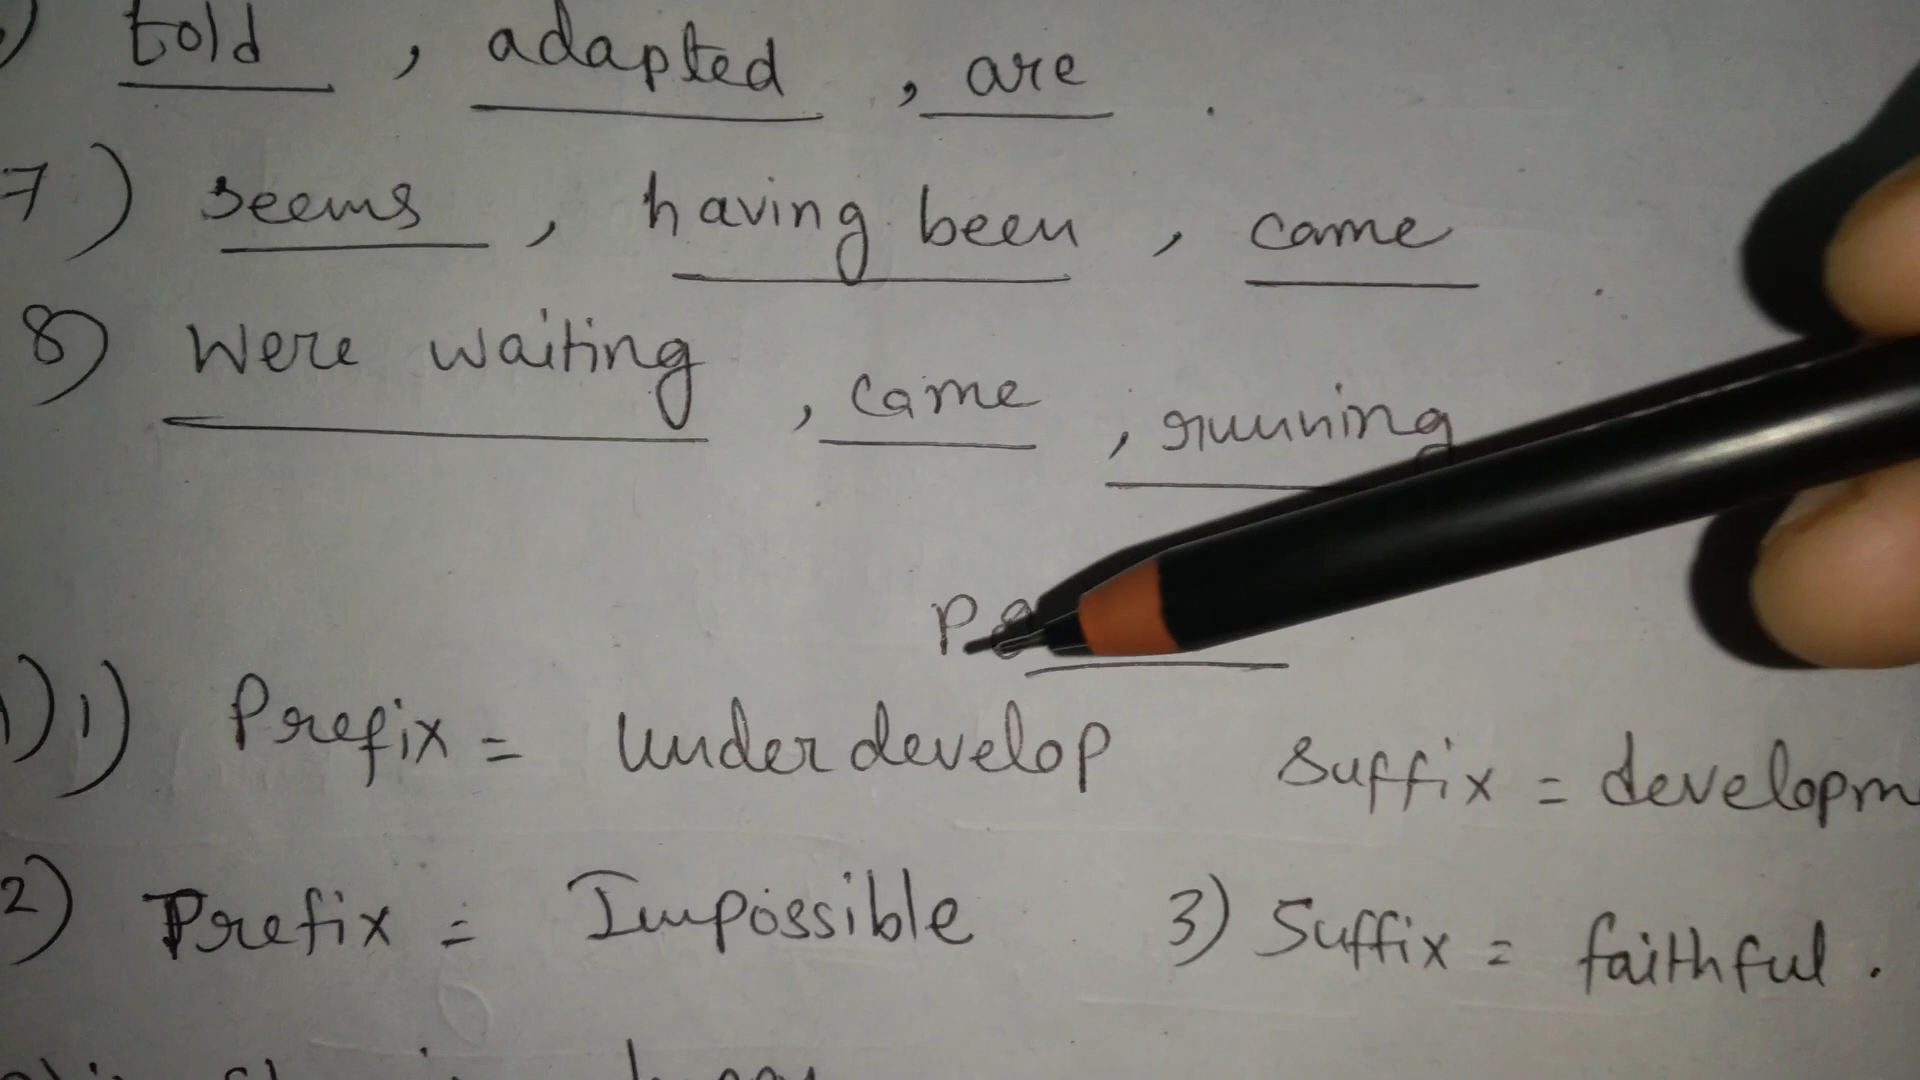 told , adapted , are .
7) seems , having been , came .
8) Were waiting , came , running
1) Prefix = Underdevelop Suffix = developm
2) Prefix = Impossible 3) Suffix = faithful .